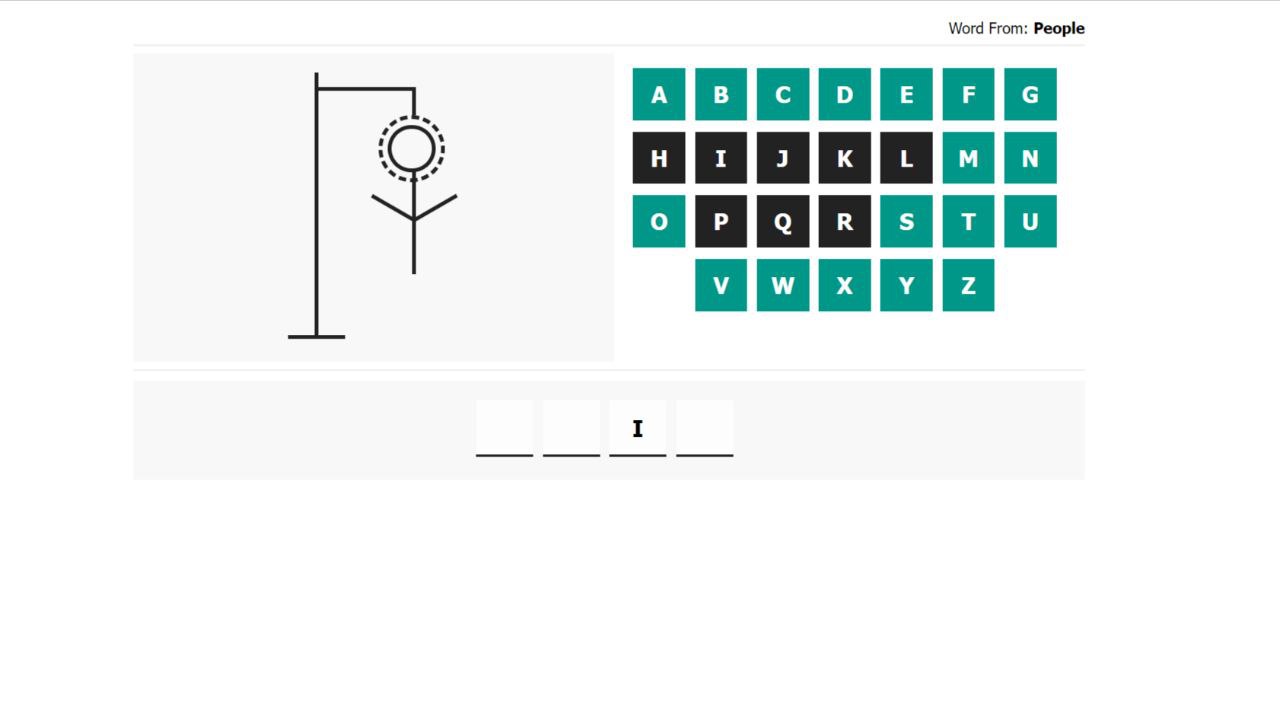 Word From: People
A B C D E F G
H I J K L M N
O P Q R S T U
V W X Y Z
I